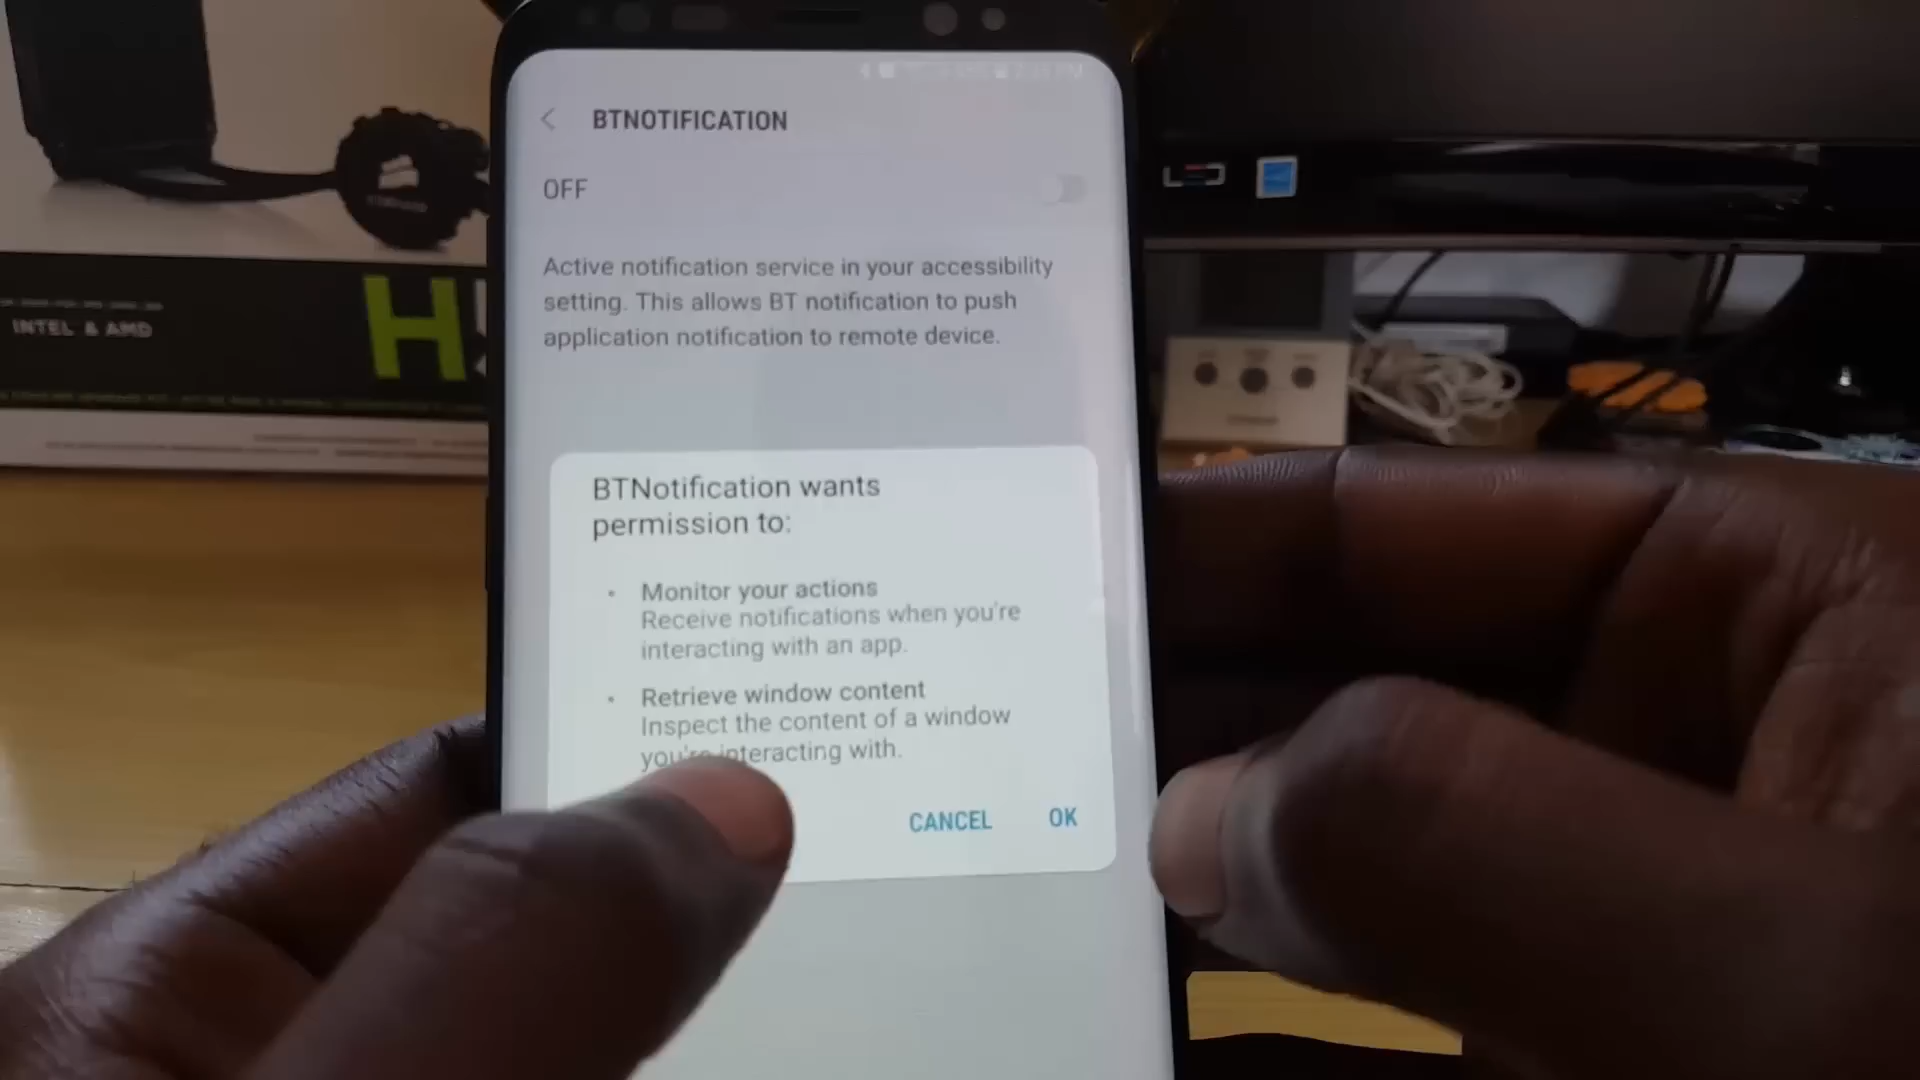 BTNOTIFICATION
OFF
Active notification service in your accessibility
setting. This allows BT notification to push
application notification to remote device.
BTNotification wants
permission to:
• Monitor your actions
Receive notifications when you're
interacting with an app.
• Retrieve window content
Inspect the content of a window
you're interacting with.
CANCEL OK
INTEL & AMD
H